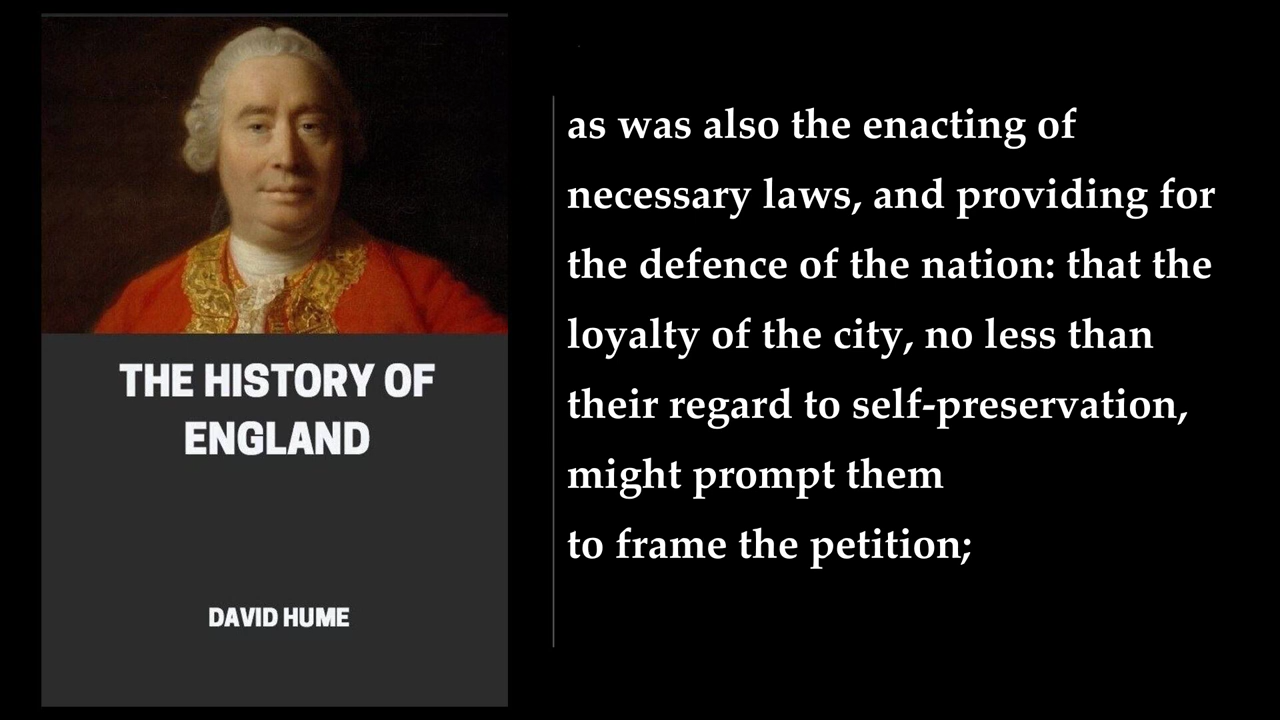 THE HISTORY OF
ENGLAND
DAVID HUME
as was also the enacting of
necessary laws, and providing for
the defence of the nation: that the
loyalty of the city, no less than
their regard to self-preservation,
might prompt them
to frame the petition;